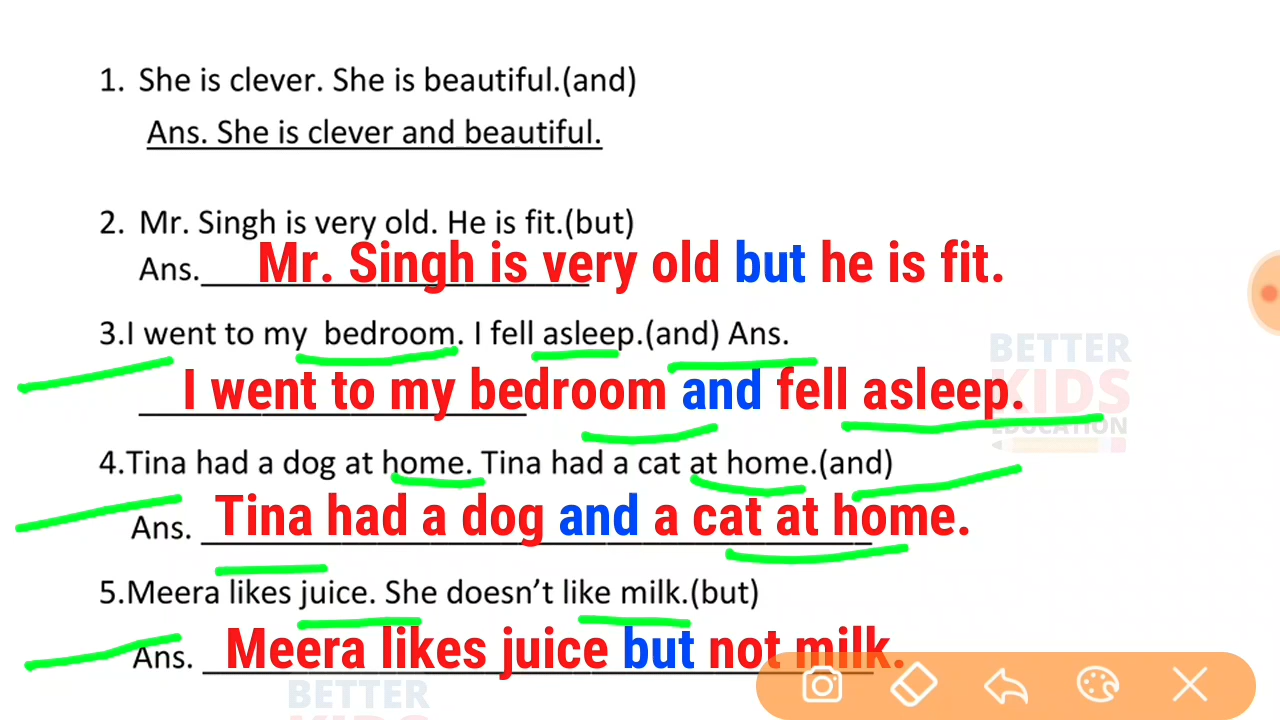 1. She is clever. She is beautiful.(and)
Ans. She is clever and beautiful.
2. Mr. Singh is very old. He is fit.(but)
Ans. Mr. Singh is very old but he is fit.
3.I went to my bedroom. I fell asleep.(and) Ans.
I went to my bedroom and fell asleep.
BETTER
KIDS
EDUCATION
4.Tina had a dog at home. Tina had a cat at home.(and)
Ans. Tina had a dog and a cat at home.
5.Meera likes juice. She doesn't like milk.(but)
Ans. Meera likes juice but not milk.
BETTER
KIDS